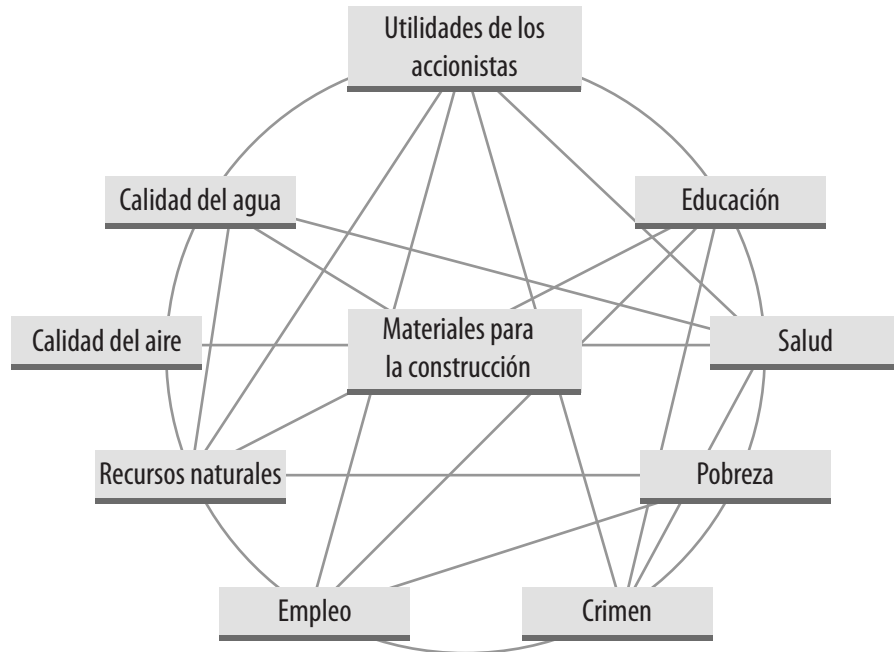 Utilidades de los
accionistas
Calidad del agua
Educación
Calidad del aire
Materiales para
la construcción
Salud
Recursos naturales
Pobreza
Empleo
Crimen